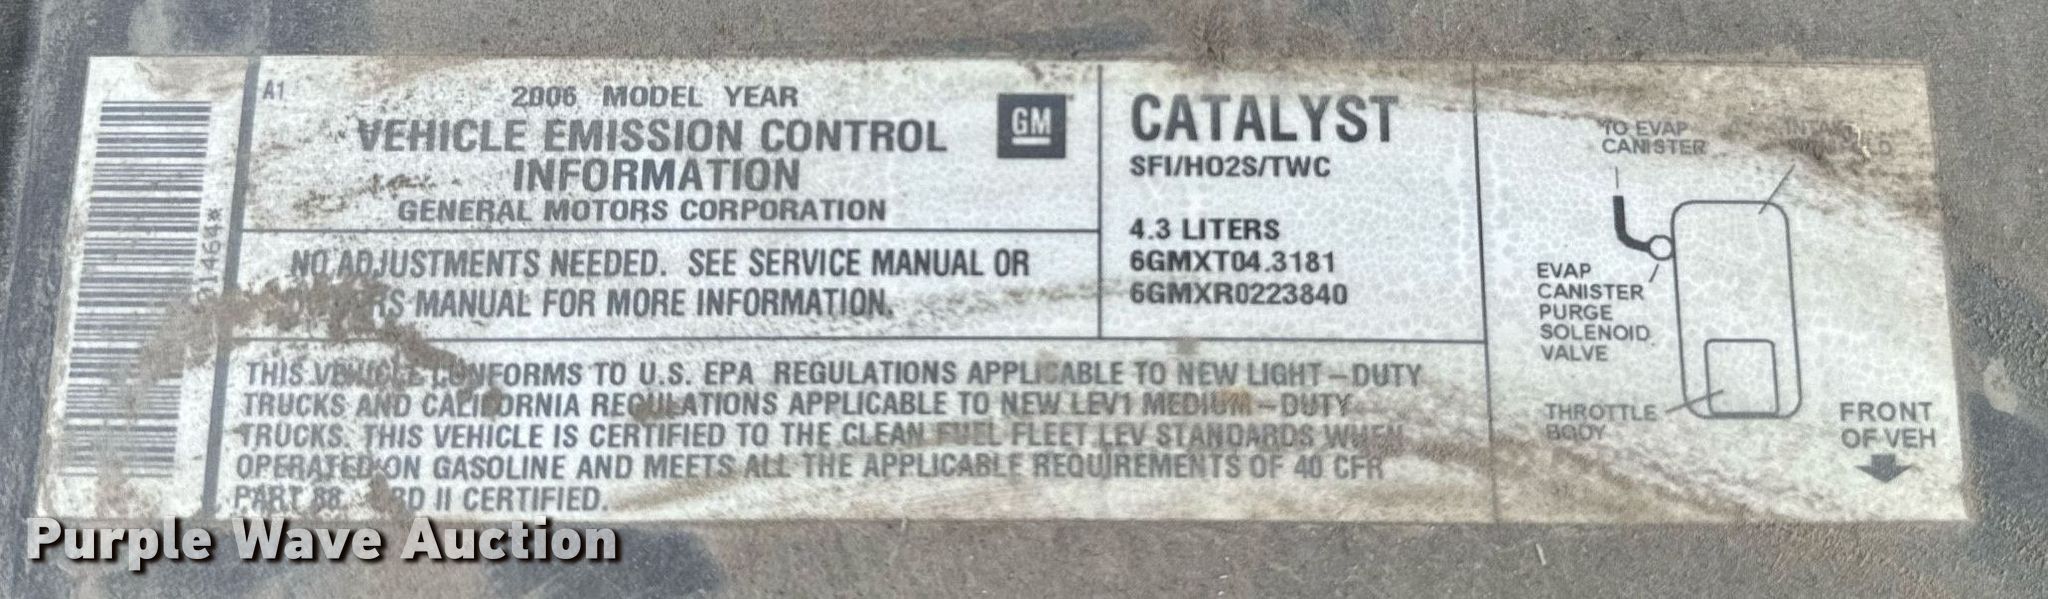 A1
2006 MODEL YEAR
VEHICLE EMISSION CONTROL
INFORMATION
GENERAL MOTORS CORPORATION
GM
NO ADJUSTMENTS NEEDED. SEE SERVICE MANUAL OR
MANUAL FOR MORE INFORMATION.
CATALYST
SFI/HO2S/TWC
4.3 LITERS
6GMXT04.3181
6GMXR0223840
THIS VEHICLE CONFORMS TO U.S. EPA REGULATIONS APPLICABLE TO NEW LIGHT-DUTY
TRUCKS AND CALIFORNIA REGULATIONS APPLICABLE TO NEW LEV1 MEDIUM-DUTY
TRUCKS. THIS VEHICLE IS CERTIFIED TO THE CLEAN FUEL FLEET LEV STANDARDS WHEN
OPERATED ON GASOLINE AND MEETS ALL THE APPLICABLE REQUIREMENTS OF 40 CFR
PART 88. II CERTIFIED.
TO EVAP
CANISTER
EVAP
CANISTER
PURGE
SOLENOID
VALVE
THROTTLE
BODY
FRONT
OF VEH
Purple Wave Auction